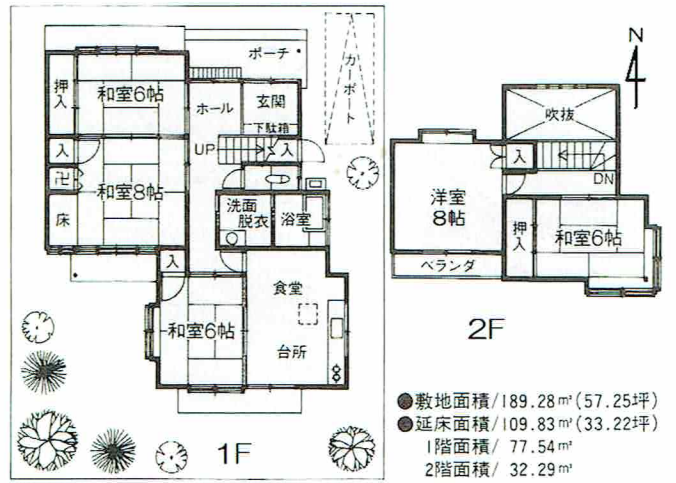 ポーチ
カーポート
押入
和室6帖
ホール
玄関
下駄箱
UP
入
入
卍
和室8帖
床
洗面
脱衣
浴室
入
和室6帖
食堂
台所
1F
N
吹抜
入
DN
洋室
8帖
押入
和室6帖
ベランダ
2F
●敷地面積/189.28㎡(57.25坪)
●延床面積/109.83㎡(33.22坪)
1階面積/ 77.54㎡
2階面積/ 32.29㎡